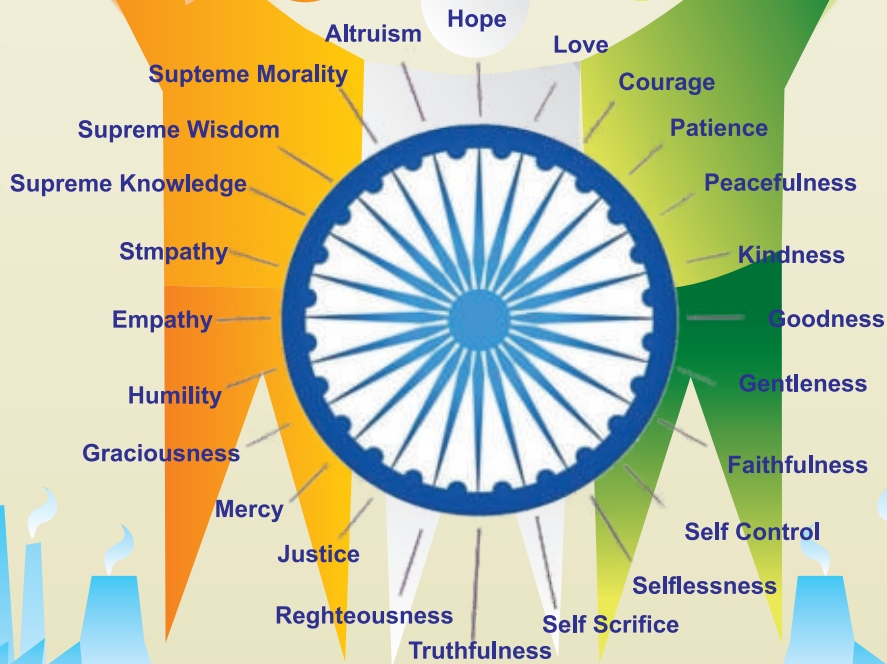 Hope
Altruism
Love
Supteme Morality
Courage
Supreme Wisdom
Patience
Supreme Knowledge
Peacefulness
Stmpathy
Kindness
Empathy
Goodness
Humility
Gentleness
Graciousness
Faithfulness
Mercy
Self Control
Justice
Selflessness
Reghteousness
Self Scrifice
Truthfulness